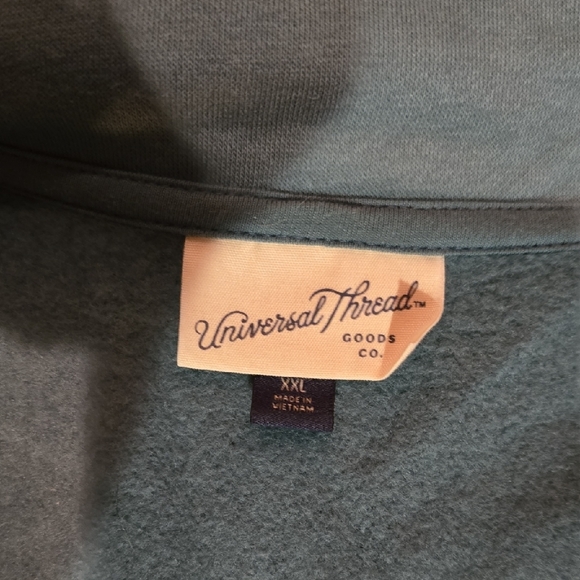 Universal Thread™
GOODS
CO.
XXL
MADE IN
VIETNAM